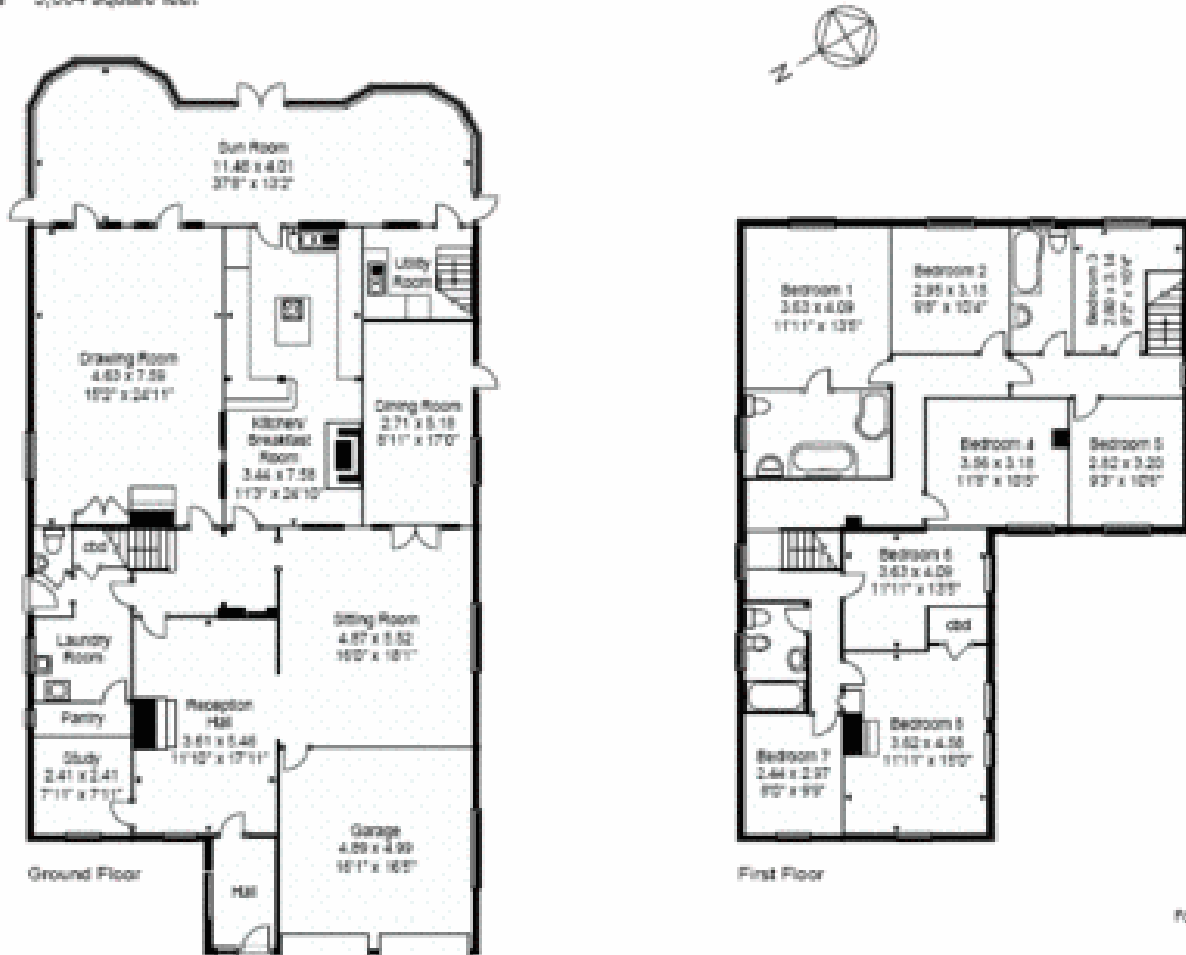 N
Sun Room
11.46 x 4.01
37'8" x 13'2"
Utility
Room
Drawing Room
4.63 x 7.59
15'2" x 24'11"
Kitchen/
Breakfast
Room
3.44 x 7.58
11'3" x 24'10"
Dining Room
2.71 x 5.18
8'11" x 17'0"
cbd
Laundry
Room
Pantry
Study
2.41 x 2.41
7'11" x 7'11"
Reception
Hall
3.61 x 5.46
11'10" x 17'11"
Sitting Room
4.87 x 5.52
16'0" x 18'1"
Garage
4.89 x 4.99
16'1" x 16'5"
Hall
Ground Floor
Bedroom 1
3.63 x 4.09
11'11" x 13'5"
Bedroom 2
2.95 x 3.15
9'8" x 10'4"
Bedroom 3
2.80 x 3.14
9'2" x 10'4"
Bedroom 4
3.56 x 3.18
11'8" x 10'5"
Bedroom 5
2.82 x 3.20
9'3" x 10'6"
Bedroom 6
3.63 x 4.09
11'11" x 13'5"
cbd
Bedroom 7
2.44 x 2.97
8'0" x 9'9"
Bedroom 8
3.62 x 4.58
11'11" x 15'0"
First Floor